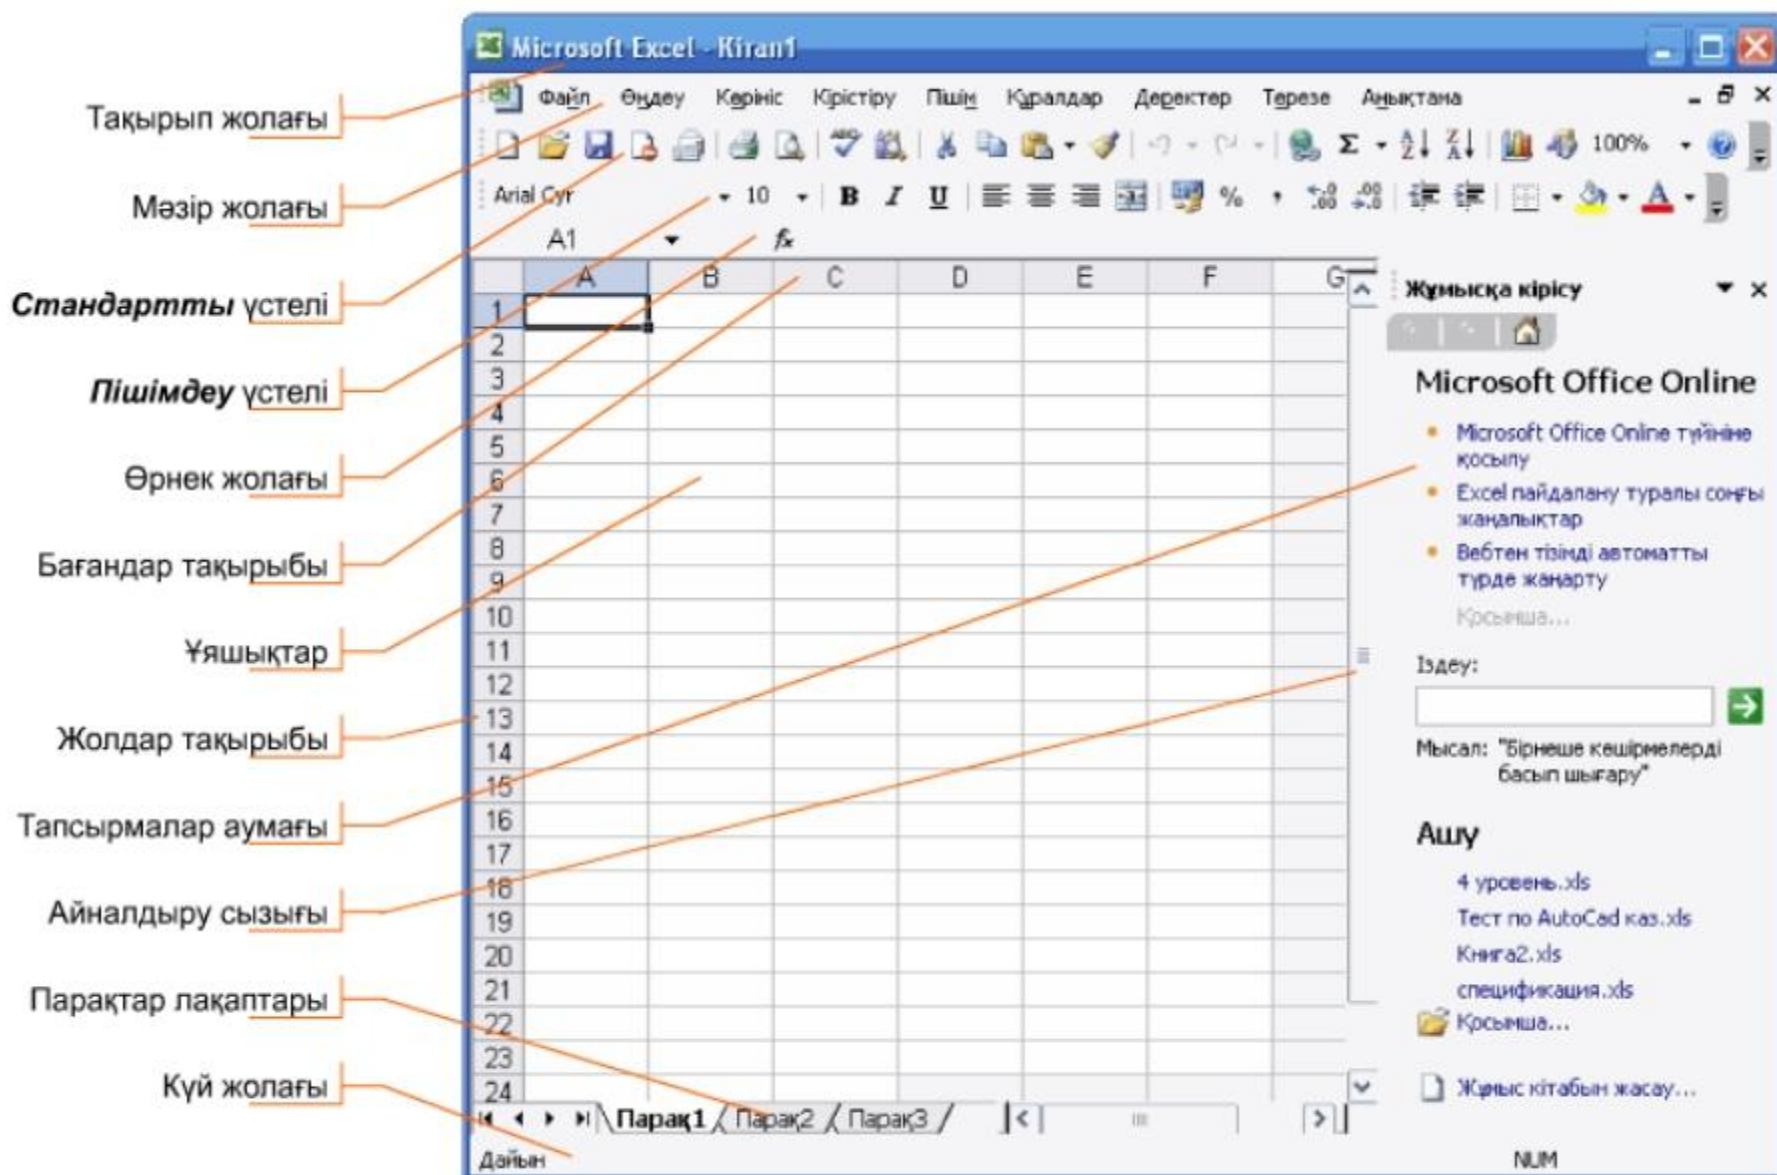 Тақырып жолағы
Мәзір жолағы
Стандартты үстелі
Пішімдеу үстелі
Өрнек жолағы
Бағандар тақырыбы
Ұяшықтар
Жолдар тақырыбы
Тапсырмалар аумағы
Айналдыру сызығы
Парақтар лақаптары
Күй жолағы
Microsoft Excel - Kiтап1
Файл Өңдеу Көрініс Кірістіру Пішім Құралдар Деректер Терезе Анықтама
100%
Arial Cyr 10 B I U %
A1 fx
A B C D E F G
1
2
3
4
5
6
7
8
9
10
11
12
13
14
15
16
17
18
19
20
21
22
23
24
Парақ1 Парақ2 Парақ3
Дайын NUM
Жұмысқа кірісу
Microsoft Office Online
Microsoft Office Online түйініне
қосылу
Excel пайдалану туралы соңғы
жаңалықтар
Вебтен тізімді автоматты
түрде жаңарту
Қосымша...
Іздеу:
Мысал: "Бірнеше көшірмелерді
басып шығару"
Ашу
4 уровень.xls
Тест по AutoCad каз.xls
Книга2.xls
спецификация.xls
Қосымша...
Жұмыс кітабын жасау...